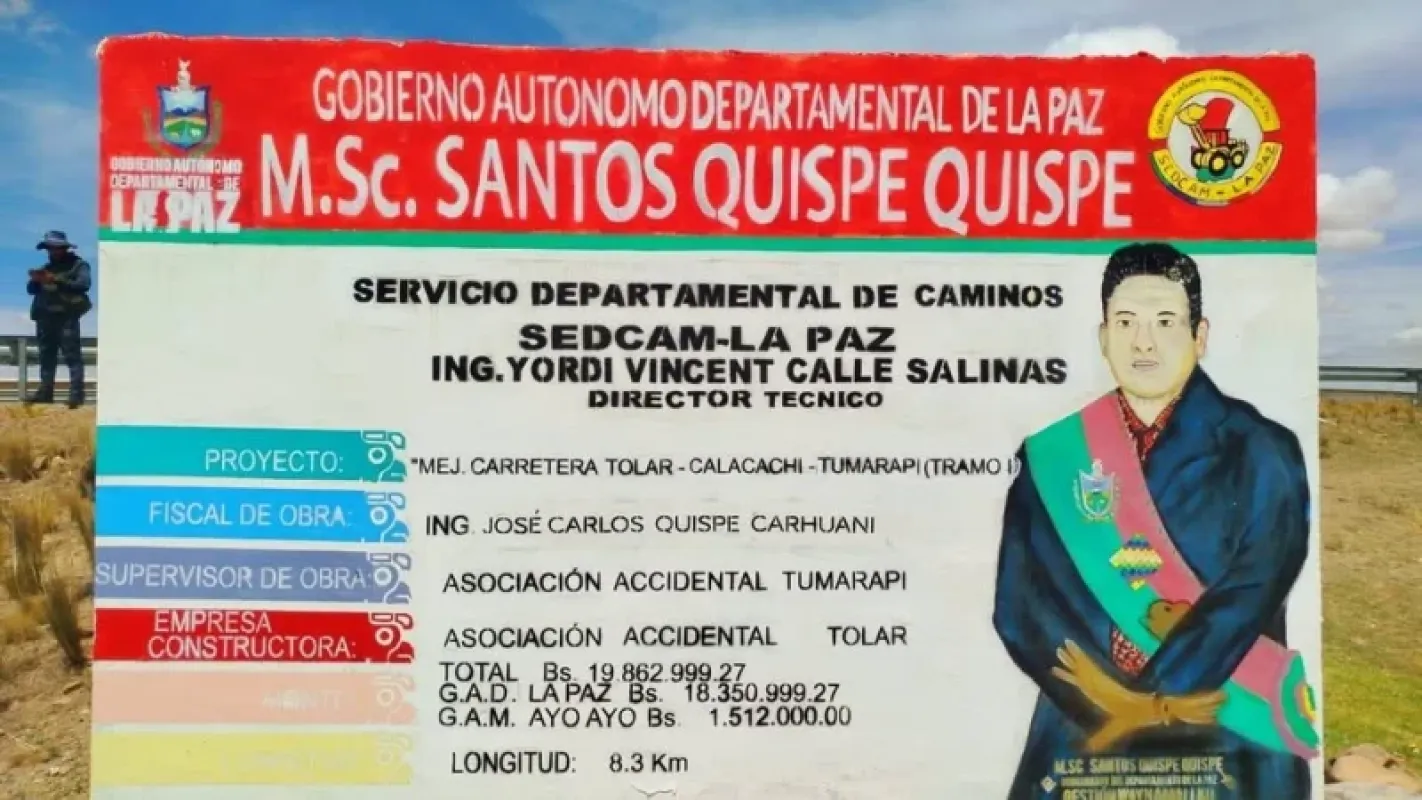 GOBIERNO AUTONOMO DEPARTAMENTAL DE LA PAZ
M.Sc. SANTOS QUISPE QUISPE
GOBIERNO AUTÓNOMO
DEPARTAMENTAL DE
LA PAZ
SEDCAM - LA PAZ
SERVICIO DEPARTAMENTAL DE CAMINOS
SEDCAM-LA PAZ
ING. YORDI VINCENT CALLE SALINAS
DIRECTOR TECNICO
PROYECTO: "MEJ. CARRETERA TOLAR - CALACACHI - TUMARAPI (TRAMO I)
FISCAL DE OBRA: ING. JOSÉ CARLOS QUISPE CARHUANI
SUPERVISOR DE OBRA: ASOCIACIÓN ACCIDENTAL TUMARAPI
EMPRESA
CONSTRUCTORA: ASOCIACIÓN ACCIDENTAL TOLAR
TOTAL Bs. 19.862.999.27
G.A.D. LA PAZ Bs. 18.350.999.27
G.A.M. AYO AYO Bs. 1.512.000.00
LONGITUD: 8.3 Km
M.SC. SANTOS QUISPE QUISPE